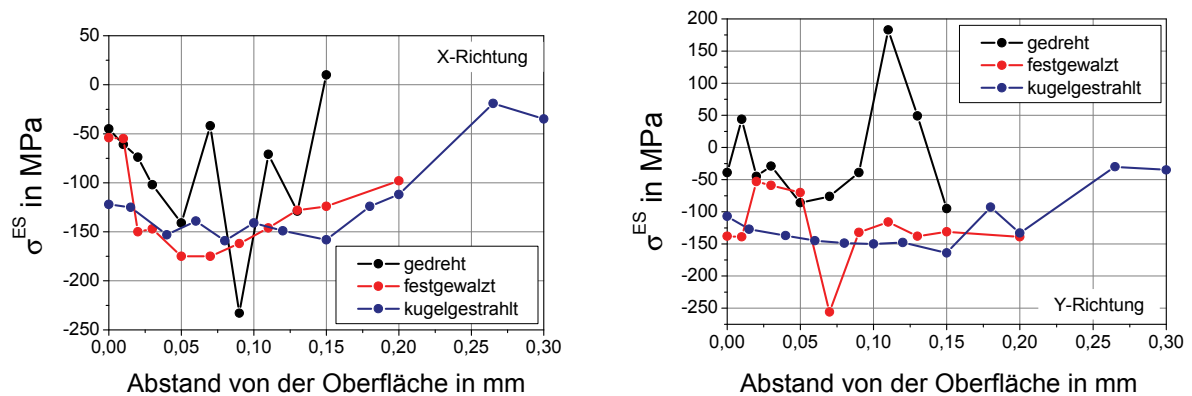 50
0
-50
-100
-150
-200
-250
σ^ES in MPa
X-Richtung
gedreht
festgewalzt
kugelgestrahlt
0,00 0,05 0,10 0,15 0,20 0,25 0,30
Abstand von der Oberfläche in mm
200
150
100
50
0
-50
-100
-150
-200
-250
σ^ES in MPa
gedreht
festgewalzt
kugelgestrahlt
Y-Richtung
0,00 0,05 0,10 0,15 0,20 0,25 0,30
Abstand von der Oberfläche in mm